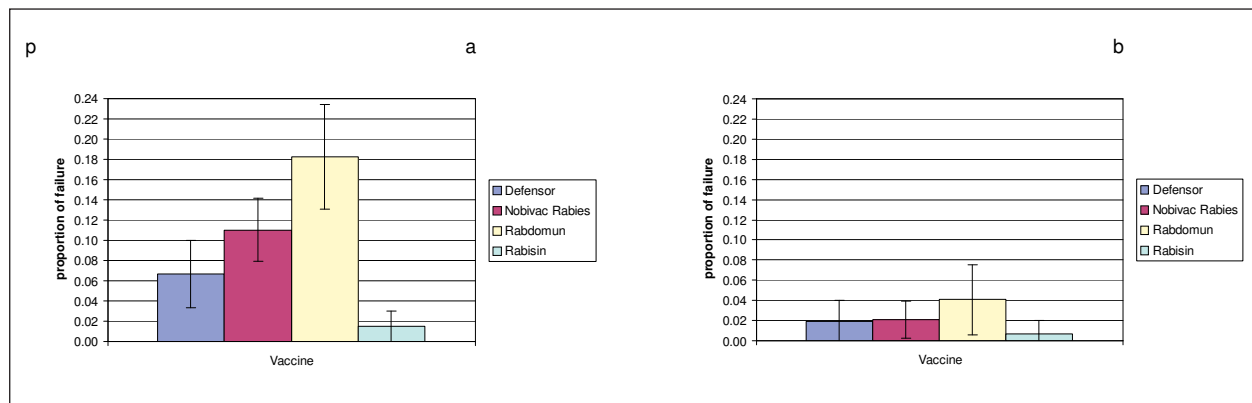 p
a
b
proportion of failure
0.24
0.22
0.20
0.18
0.16
0.14
0.12
0.10
0.08
0.06
0.04
0.02
0.00
Vaccine
Defensor
Nobivac Rabies
Rabdomun
Rabisin
proportion of failure
0.24
0.22
0.20
0.18
0.16
0.14
0.12
0.10
0.08
0.06
0.04
0.02
0.00
Vaccine
Defensor
Nobivac Rabies
Rabdomun
Rabisin